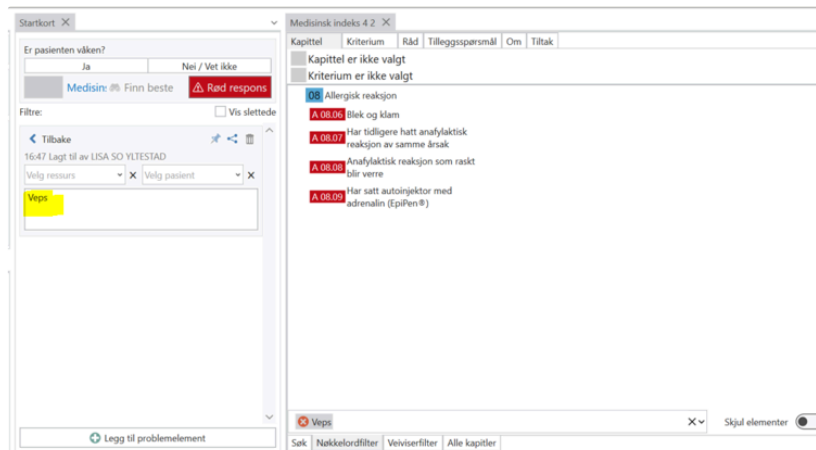 Startkort
Er pasienten våken?
Ja
Nei / Vet ikke
Medisin:
Finn beste
Rød respons
Filtre:
Vis slettede
Tilbake
16:47 Lagt til av LISA SO YLTESTAD
Velg ressurs
Velg pasient
Veps
Legg til problemelement
Medisinsk indeks 4 2
Kapittel
Kriterium
Råd
Tilleggsspørsmål
Om
Tiltak
Kapittel er ikke valgt
Kriterium er ikke valgt
08 Allergisk reaksjon
A 08.06 Blek og klam
A 08.07 Har tidligere hatt anafylaktisk
reaksjon av samme årsak
A 08.08 Anafylaktisk reaksjon som raskt
blir verre
A 08.09 Har satt autoinjektor med
adrenalin (EpiPen®)
Veps
Skjul elementer
Søk
Nøkkelordfilter
Veiviserfilter
Alle kapitler